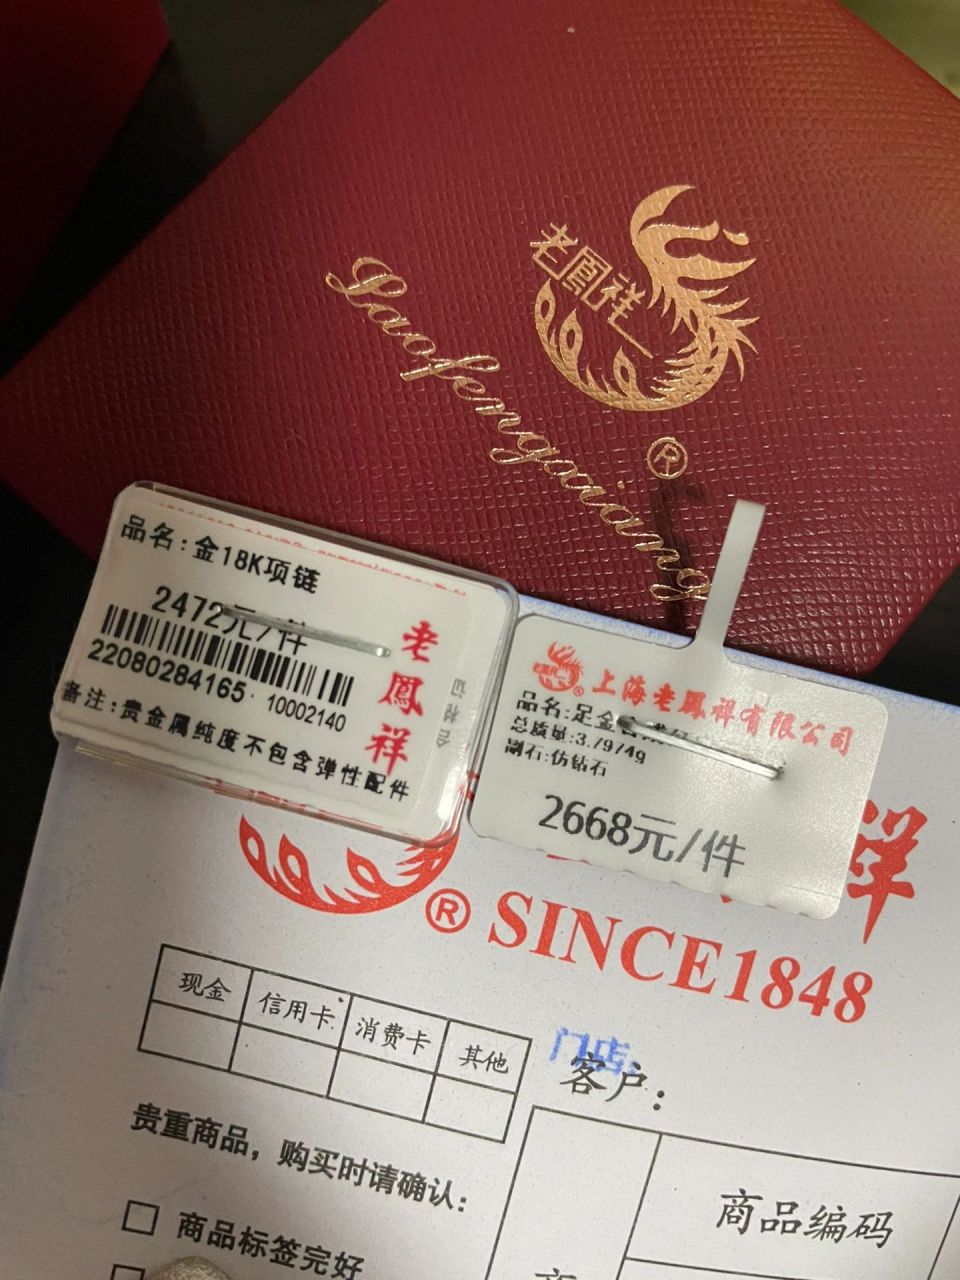 老鳳祥
Laofengxiang
®
品名:金18K项链
2472元/件
22080284165 10002140
备注:贵金属纯度不包含弹性配件
老鳳祥
老鳳祥®
上海老鳳祥有限公司
品名:足金
总质量:3.7974g
副石:仿钻石
2668元/件
祥
® SINCE1848
现金 信用卡 消费卡 其他
门店:
客户:
贵重商品，购买时请确认:
□ 商品标签完好
商品编码